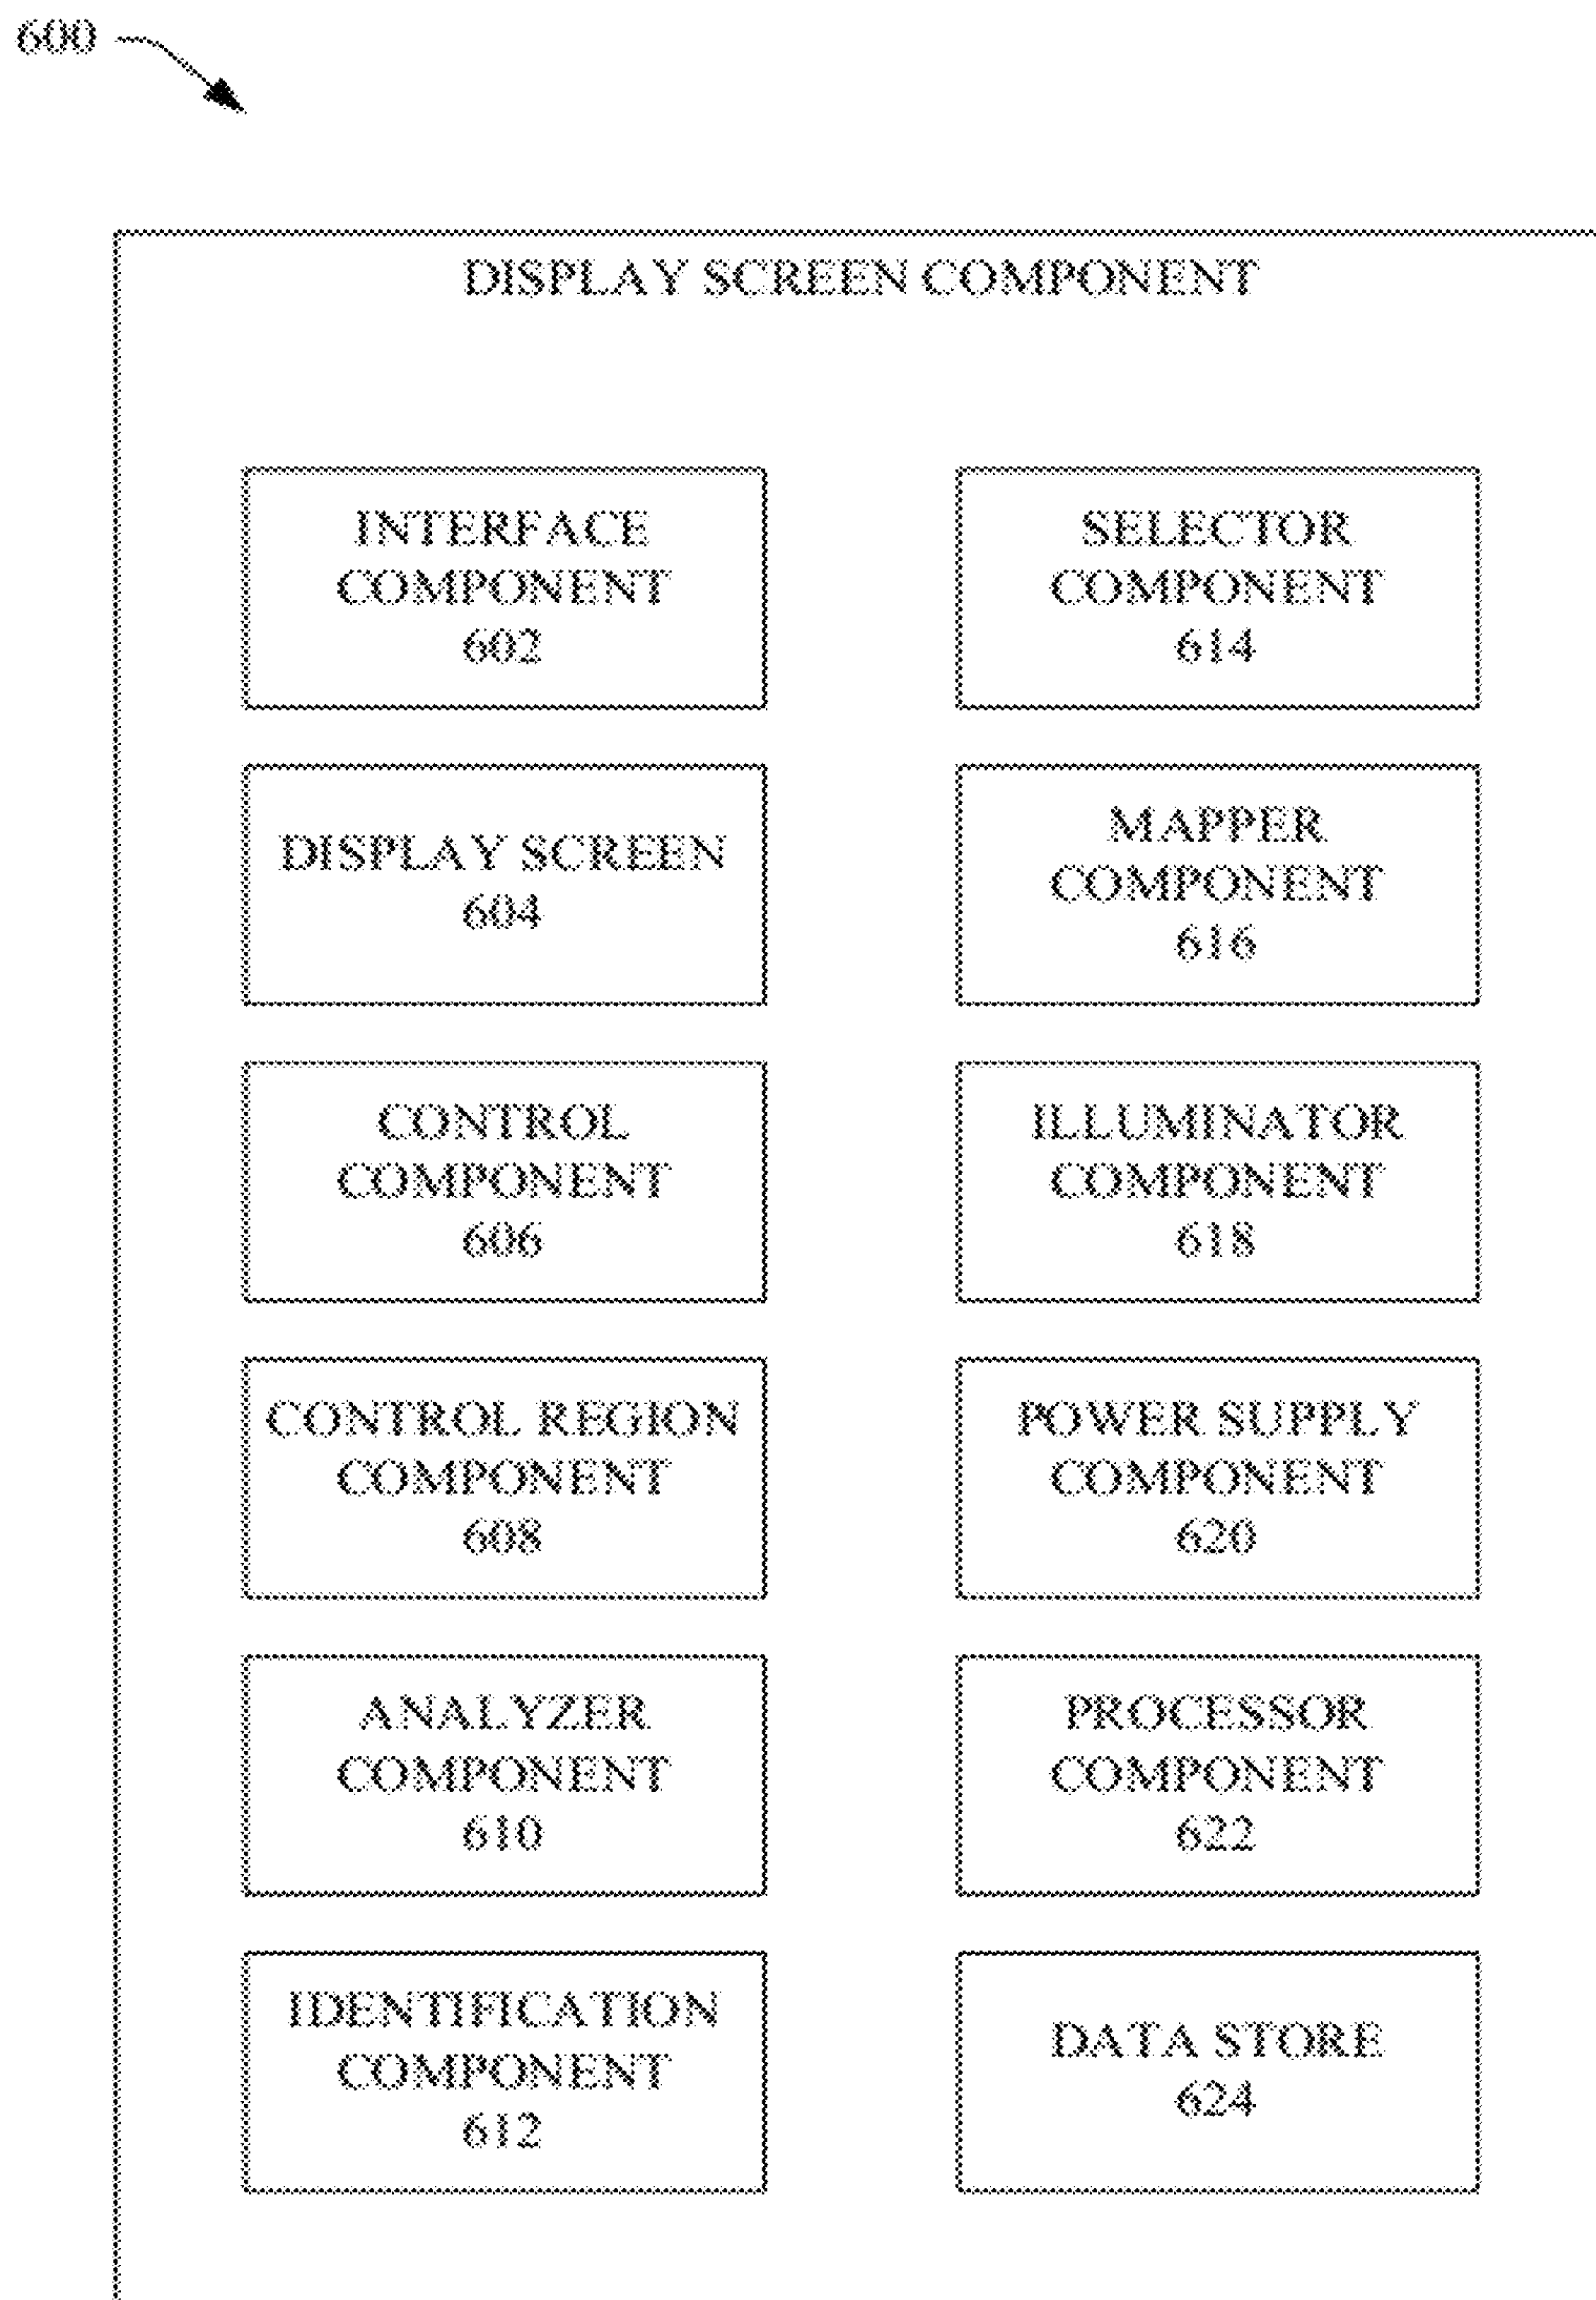 600
DISPLAY SCREEN COMPONENT
INTERFACE
COMPONENT
602
DISPLAY SCREEN
604
CONTROL
COMPONENT
606
CONTROL REGION
COMPONENT
608
ANALYZER
COMPONENT
610
IDENTIFICATION
COMPONENT
612
SELECTOR
COMPONENT
614
MAPPER
COMPONENT
616
ILLUMINATOR
COMPONENT
618
POWER SUPPLY
COMPONENT
620
PROCESSOR
COMPONENT
622
DATA STORE
624